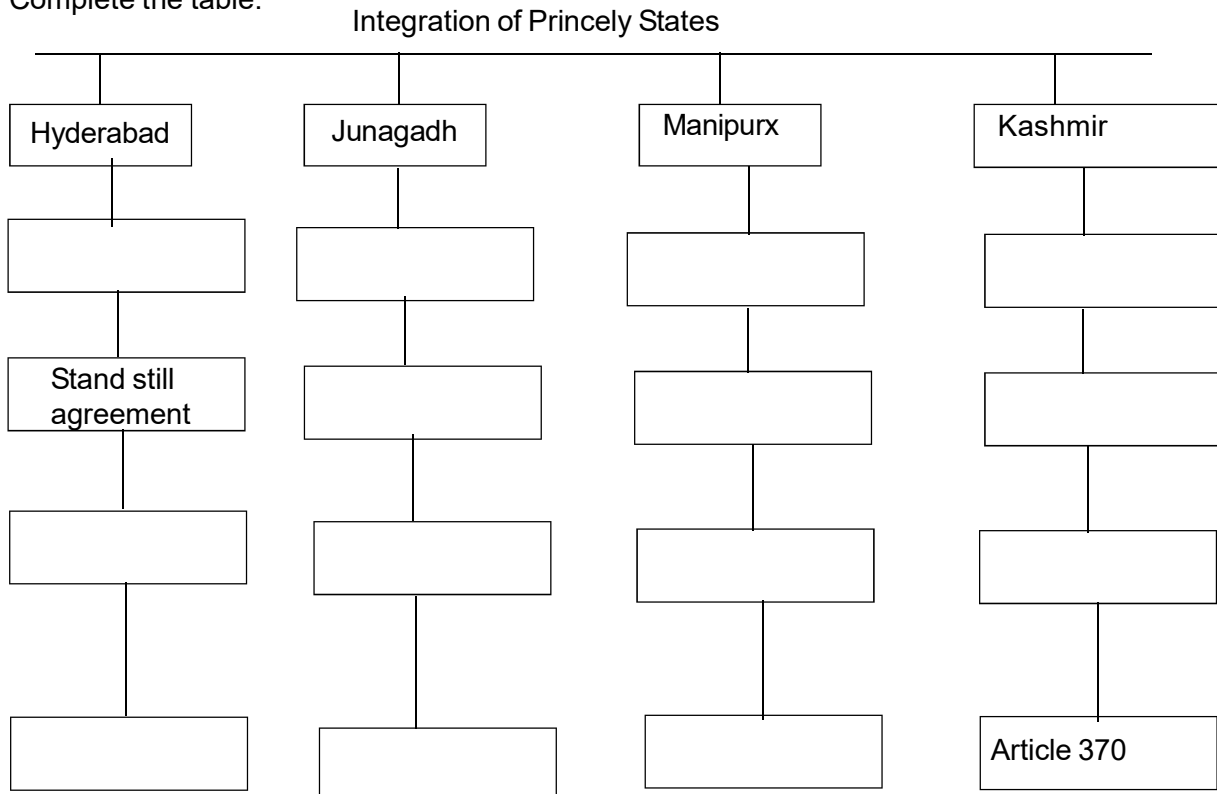 Complete the table.
Integration of Princely States
Hyderabad
Junagadh
Manipurx
Kashmir
Stand still
agreement
Article 370